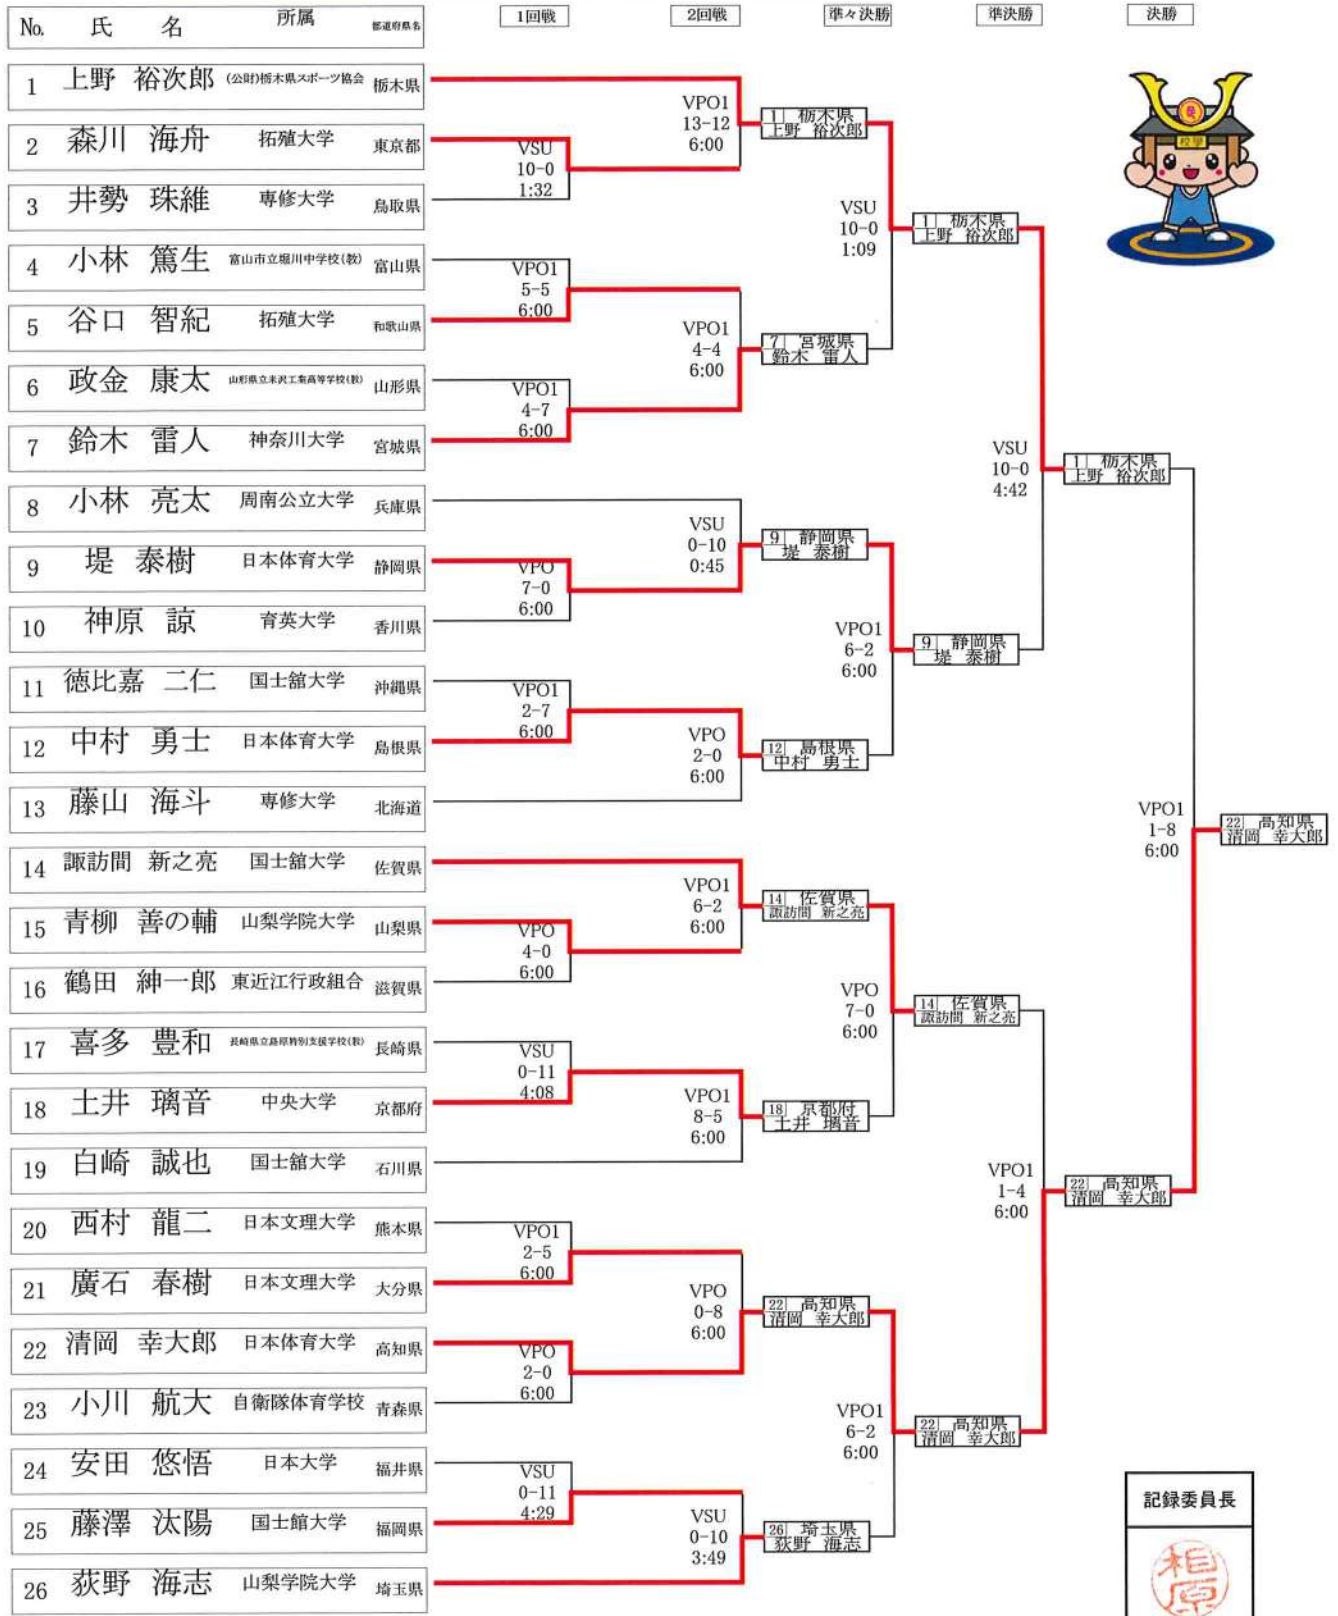 No. 氏 名 所属 都道府県名 1回戦 2回戦 準々決勝 準決勝 決勝
1 上野 裕次郎 (公財)栃木県スポーツ協会 栃木県
2 森川 海舟 拓殖大学 東京都
3 井勢 珠維 専修大学 鳥取県
4 小林 篤生 富山市立堀川中学校(教) 富山県
5 谷口 智紀 拓殖大学 和歌山県
6 政金 康太 山形県立米沢工業高等学校(教) 山形県
7 鈴木 雷人 神奈川大学 宮城県
8 小林 亮太 周南公立大学 兵庫県
9 堤 泰樹 日本体育大学 静岡県
10 神原 諒 育英大学 香川県
11 徳比嘉 二仁 国士舘大学 沖縄県
12 中村 勇士 日本体育大学 島根県
13 藤山 海斗 専修大学 北海道
14 諏訪間 新之亮 国士舘大学 佐賀県
15 青柳 善の輔 山梨学院大学 山梨県
16 鶴田 紳一郎 東近江行政組合 滋賀県
17 喜多 豊和 長崎県立島原特別支援学校(教) 長崎県
18 土井 璃音 中央大学 京都府
19 白崎 誠也 国士舘大学 石川県
20 西村 龍二 日本文理大学 熊本県
21 廣石 春樹 日本文理大学 大分県
22 清岡 幸大郎 日本体育大学 高知県
23 小川 航大 自衛隊体育学校 青森県
24 安田 悠悟 日本大学 福井県
25 藤澤 汰陽 国士館大学 福岡県
26 荻野 海志 山梨学院大学 埼玉県
VSU
10-0
1:32
VPO1
5-5
6:00
VPO1
4-7
6:00
VPO
7-0
6:00
VPO1
2-7
6:00
VPO
4-0
6:00
VSU
0-11
4:08
VPO1
2-5
6:00
VPO
2-0
6:00
VSU
0-11
4:29
VPO1
13-12
6:00
VPO1
4-4
6:00
VSU
0-10
0:45
VPO
2-0
6:00
VPO1
6-2
6:00
VPO1
8-5
6:00
VPO
0-8
6:00
VSU
0-10
3:49
1 栃木県
上野 裕次郎
7 宮城県
鈴木 雷人
9 静岡県
堤 泰樹
12 島根県
中村 勇士
14 佐賀県
諏訪間 新之亮
18 京都府
土井 璃音
22 高知県
清岡 幸大郎
26 埼玉県
荻野 海志
VSU
10-0
1:09
VPO1
6-2
6:00
VPO
7-0
6:00
VPO1
6-2
6:00
1 栃木県
上野 裕次郎
9 静岡県
堤 泰樹
14 佐賀県
諏訪間 新之亮
22 高知県
清岡 幸大郎
VSU
10-0
4:42
VPO1
1-4
6:00
1 栃木県
上野 裕次郎
22 高知県
清岡 幸大郎
VPO1
1-8
6:00
22 高知県
清岡 幸大郎
記録委員長
相原